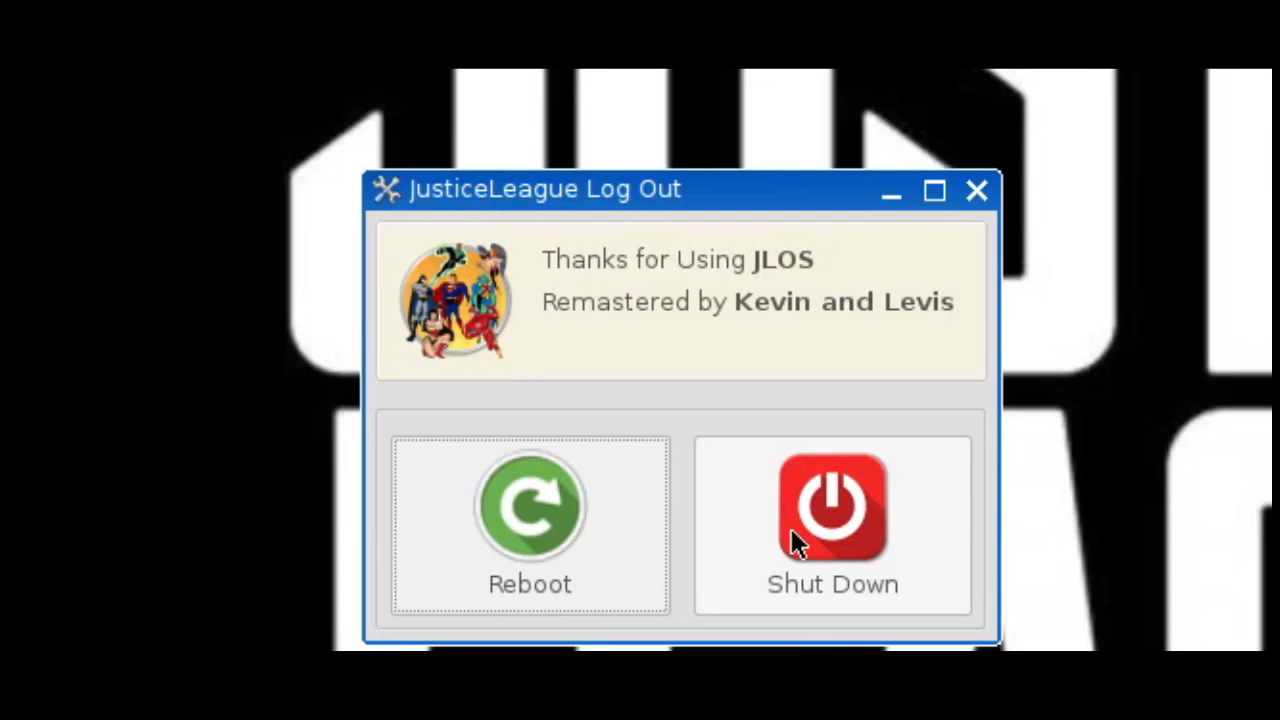 JusticeLeague Log Out
Thanks for Using JLOS
Remastered by Kevin and Levis
Reboot
Shut Down